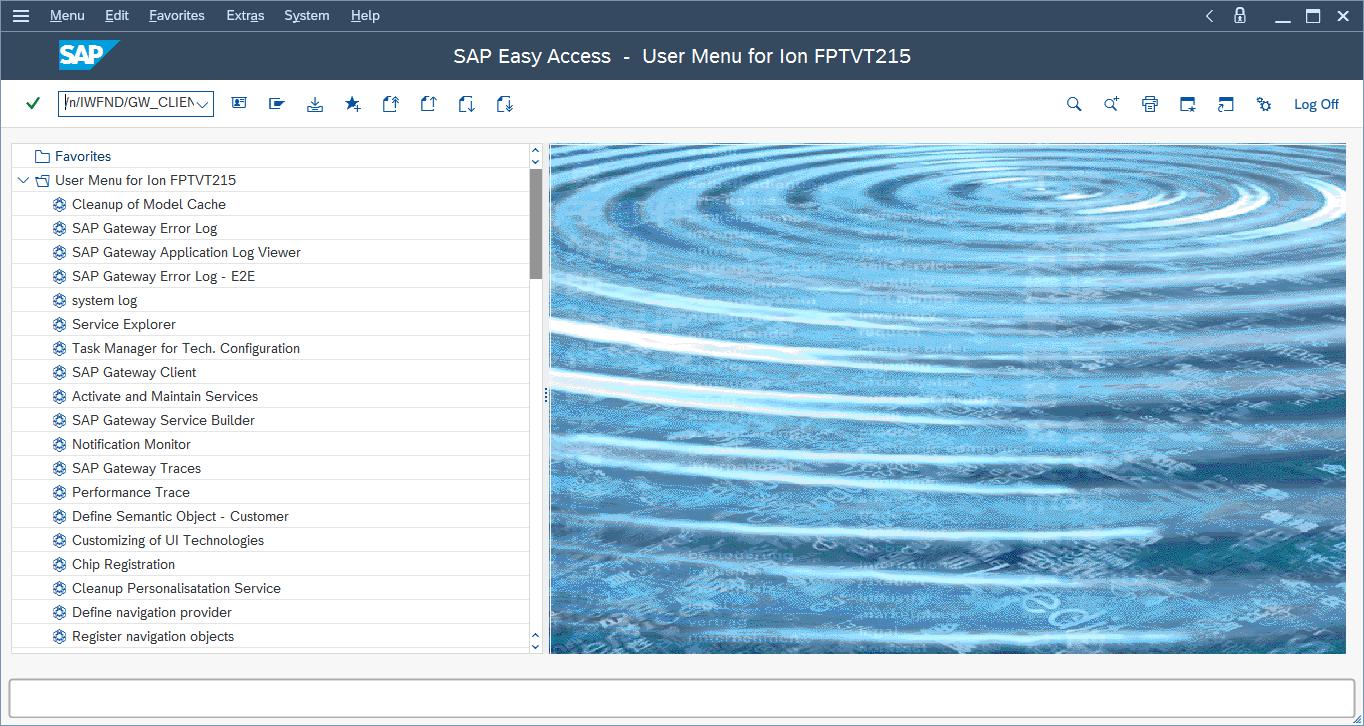 Menu Edit Favorites Extras System Help
SAP SAP Easy Access - User Menu for Ion FPTVT215
/n/IWFND/GW_CLIEN Log Off
Favorites
User Menu for Ion FPTVT215
Cleanup of Model Cache
SAP Gateway Error Log
SAP Gateway Application Log Viewer
SAP Gateway Error Log - E2E
system log
Service Explorer
Task Manager for Tech. Configuration
SAP Gateway Client
Activate and Maintain Services
SAP Gateway Service Builder
Notification Monitor
SAP Gateway Traces
Performance Trace
Define Semantic Object - Customer
Customizing of UI Technologies
Chip Registration
Cleanup Personalisatation Service
Define navigation provider
Register navigation objects